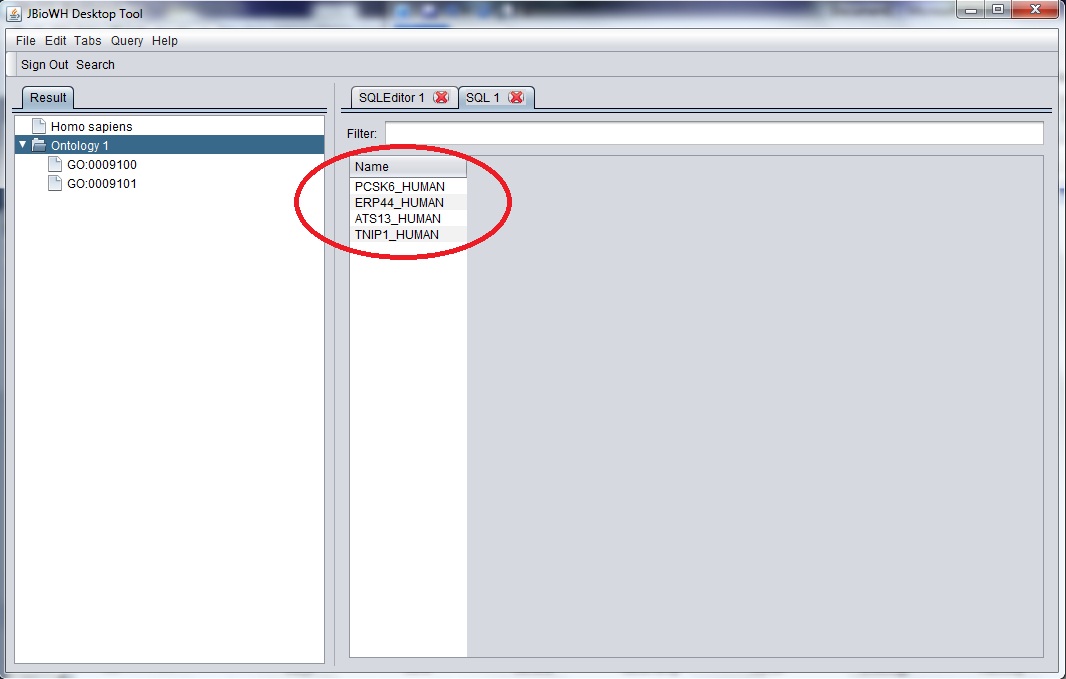 JBioWH Desktop Tool
File Edit Tabs Query Help
Sign Out Search
Result
SQLEditor 1 SQL 1
Homo sapiens
Ontology 1
GO:0009100
GO:0009101
Filter:
Name
PCSK6_HUMAN
ERP44_HUMAN
ATS13_HUMAN
TNIP1_HUMAN